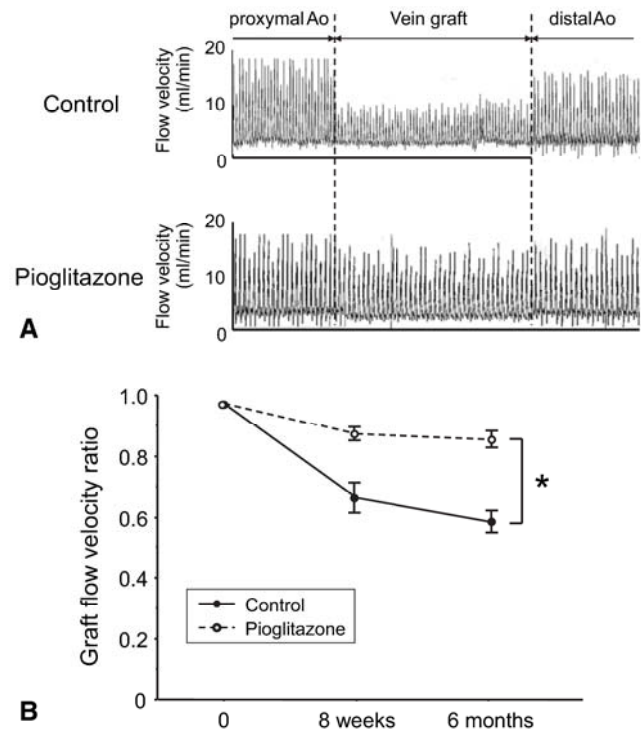 proxymal Ao Vein graft distal Ao
Control
Flow velocity
(ml/min)
20
10
0
Pioglitazone
Flow velocity
(ml/min)
20
10
0
A
Graft flow velocity ratio
1.0
0.8
0.6
0.4
0.2
0
*
Control
Pioglitazone
0 8 weeks 6 months
B